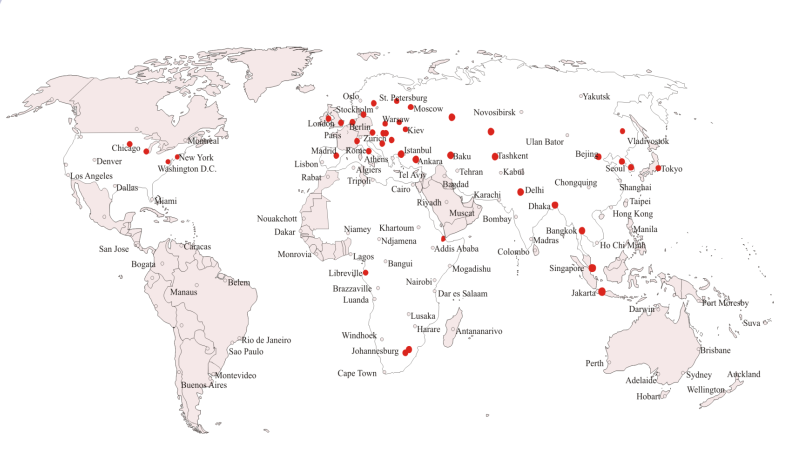 Oslo
St. Petersburg
Stockholm
Moscow
Novosibirsk
Yakutsk
London
Warsaw
Berlin
Kiev
Paris
Zurich
Ulan Bator
Vladivostok
Montreal
Chicago
New York
Denver
Washington D.C.
Madrid
Rome
Istanbul
Lisbon
Athens
Ankara
Baku
Tashkent
Bejing
Seoul
Tokyo
Los Angeles
Dallas
Algiers
Rabat
Tripoli
Tel Aviv
Tehran
Kabul
Chongquing
Cairo
Bagdad
Karachi
Delhi
Shanghai
Miami
Riyadh
Muscat
Dhaka
Taipei
Bombay
Hong Kong
Nouakchott
Dakar
Niamey
Khartoum
Ndjamena
Bangkok
Manila
San Jose
Caracas
Monrovia
Lagos
Addis Ababa
Colombo
Madras
Ho Chi Minh
Bogata
Bangui
Libreville
Mogadishu
Singapore
Belem
Manaus
Brazzaville
Nairobi
Luanda
Dar es Salaam
Jakarta
Port Moresby
Darwin
Lusaka
Suva
Harare
Antananarivo
Windhoek
Rio de Janeiro
Sao Paulo
Johannesburg
Brisbane
Perth
Cape Town
Montevideo
Buenos Aires
Adelaide
Sydney
Auckland
Wellington
Hobart